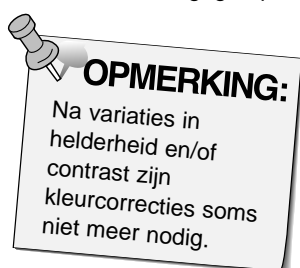 OPMERKING:
Na variaties in
helderheid en/of
contrast zijn
kleurcorrecties soms
niet meer nodig.